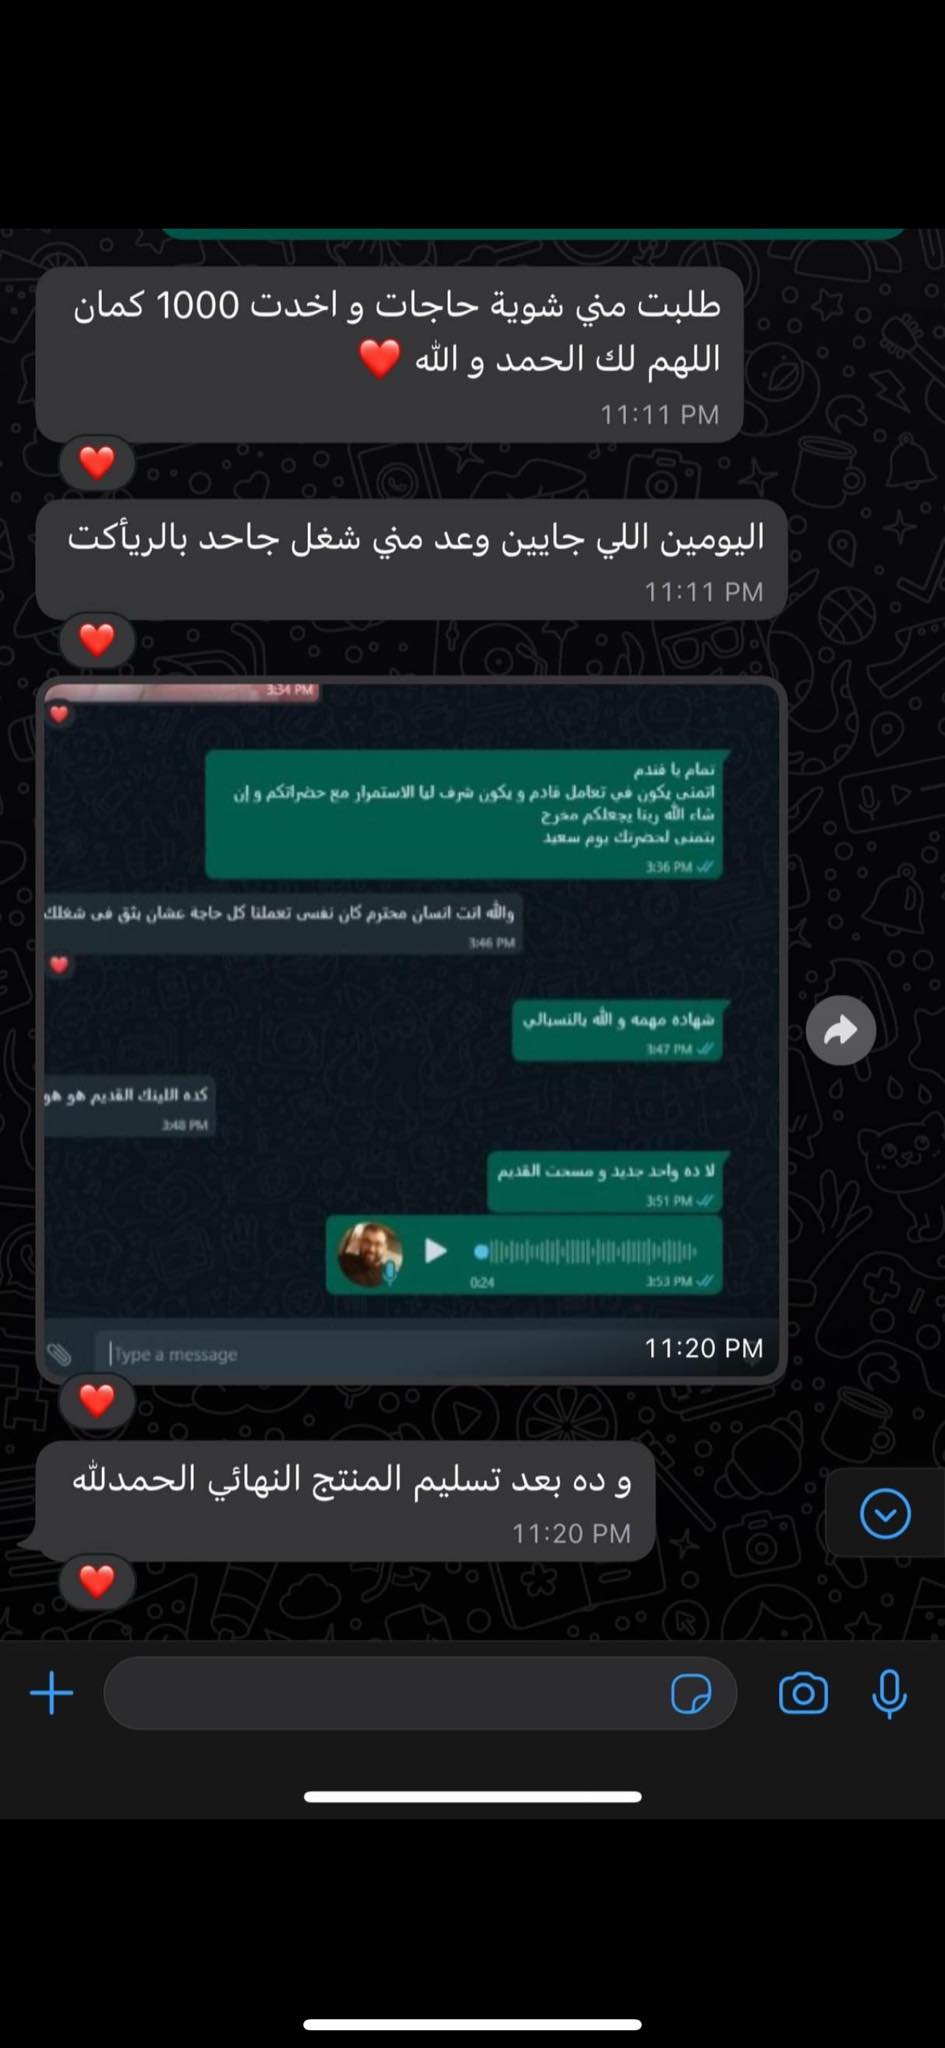 طلبت مني شوية حاجات و اخدت 1000 كمان
اللهم لك الحمد و الله ❤️
11:11 PM
❤️
اليومين اللي جايين وعد مني شغل جاحد بالريأكت
11:11 PM
❤️
3:34 PM
❤️
تمام يا فندم
اتمنى يكون في تعامل قادم و يكون شرف ليا الاستمرار مع حضراتكم و إن
شاء الله ربنا يجعلكم مخرج
بتمنى لحضرتك يوم سعيد
3:36 PM
والله انت انسان محترم كان نفسى تعملنا كل حاجة عشان بثق فى شغلك
3:46 PM
❤️
شهاده مهمه و الله بالنسبالي
3:47 PM
كده اللينك القديم هو هو
3:48 PM
لا ده واحد جديد و مسحت القديم
3:51 PM
0:24
3:53 PM
Type a message
11:20 PM
❤️
و ده بعد تسليم المنتج النهائي الحمدلله
11:20 PM
❤️